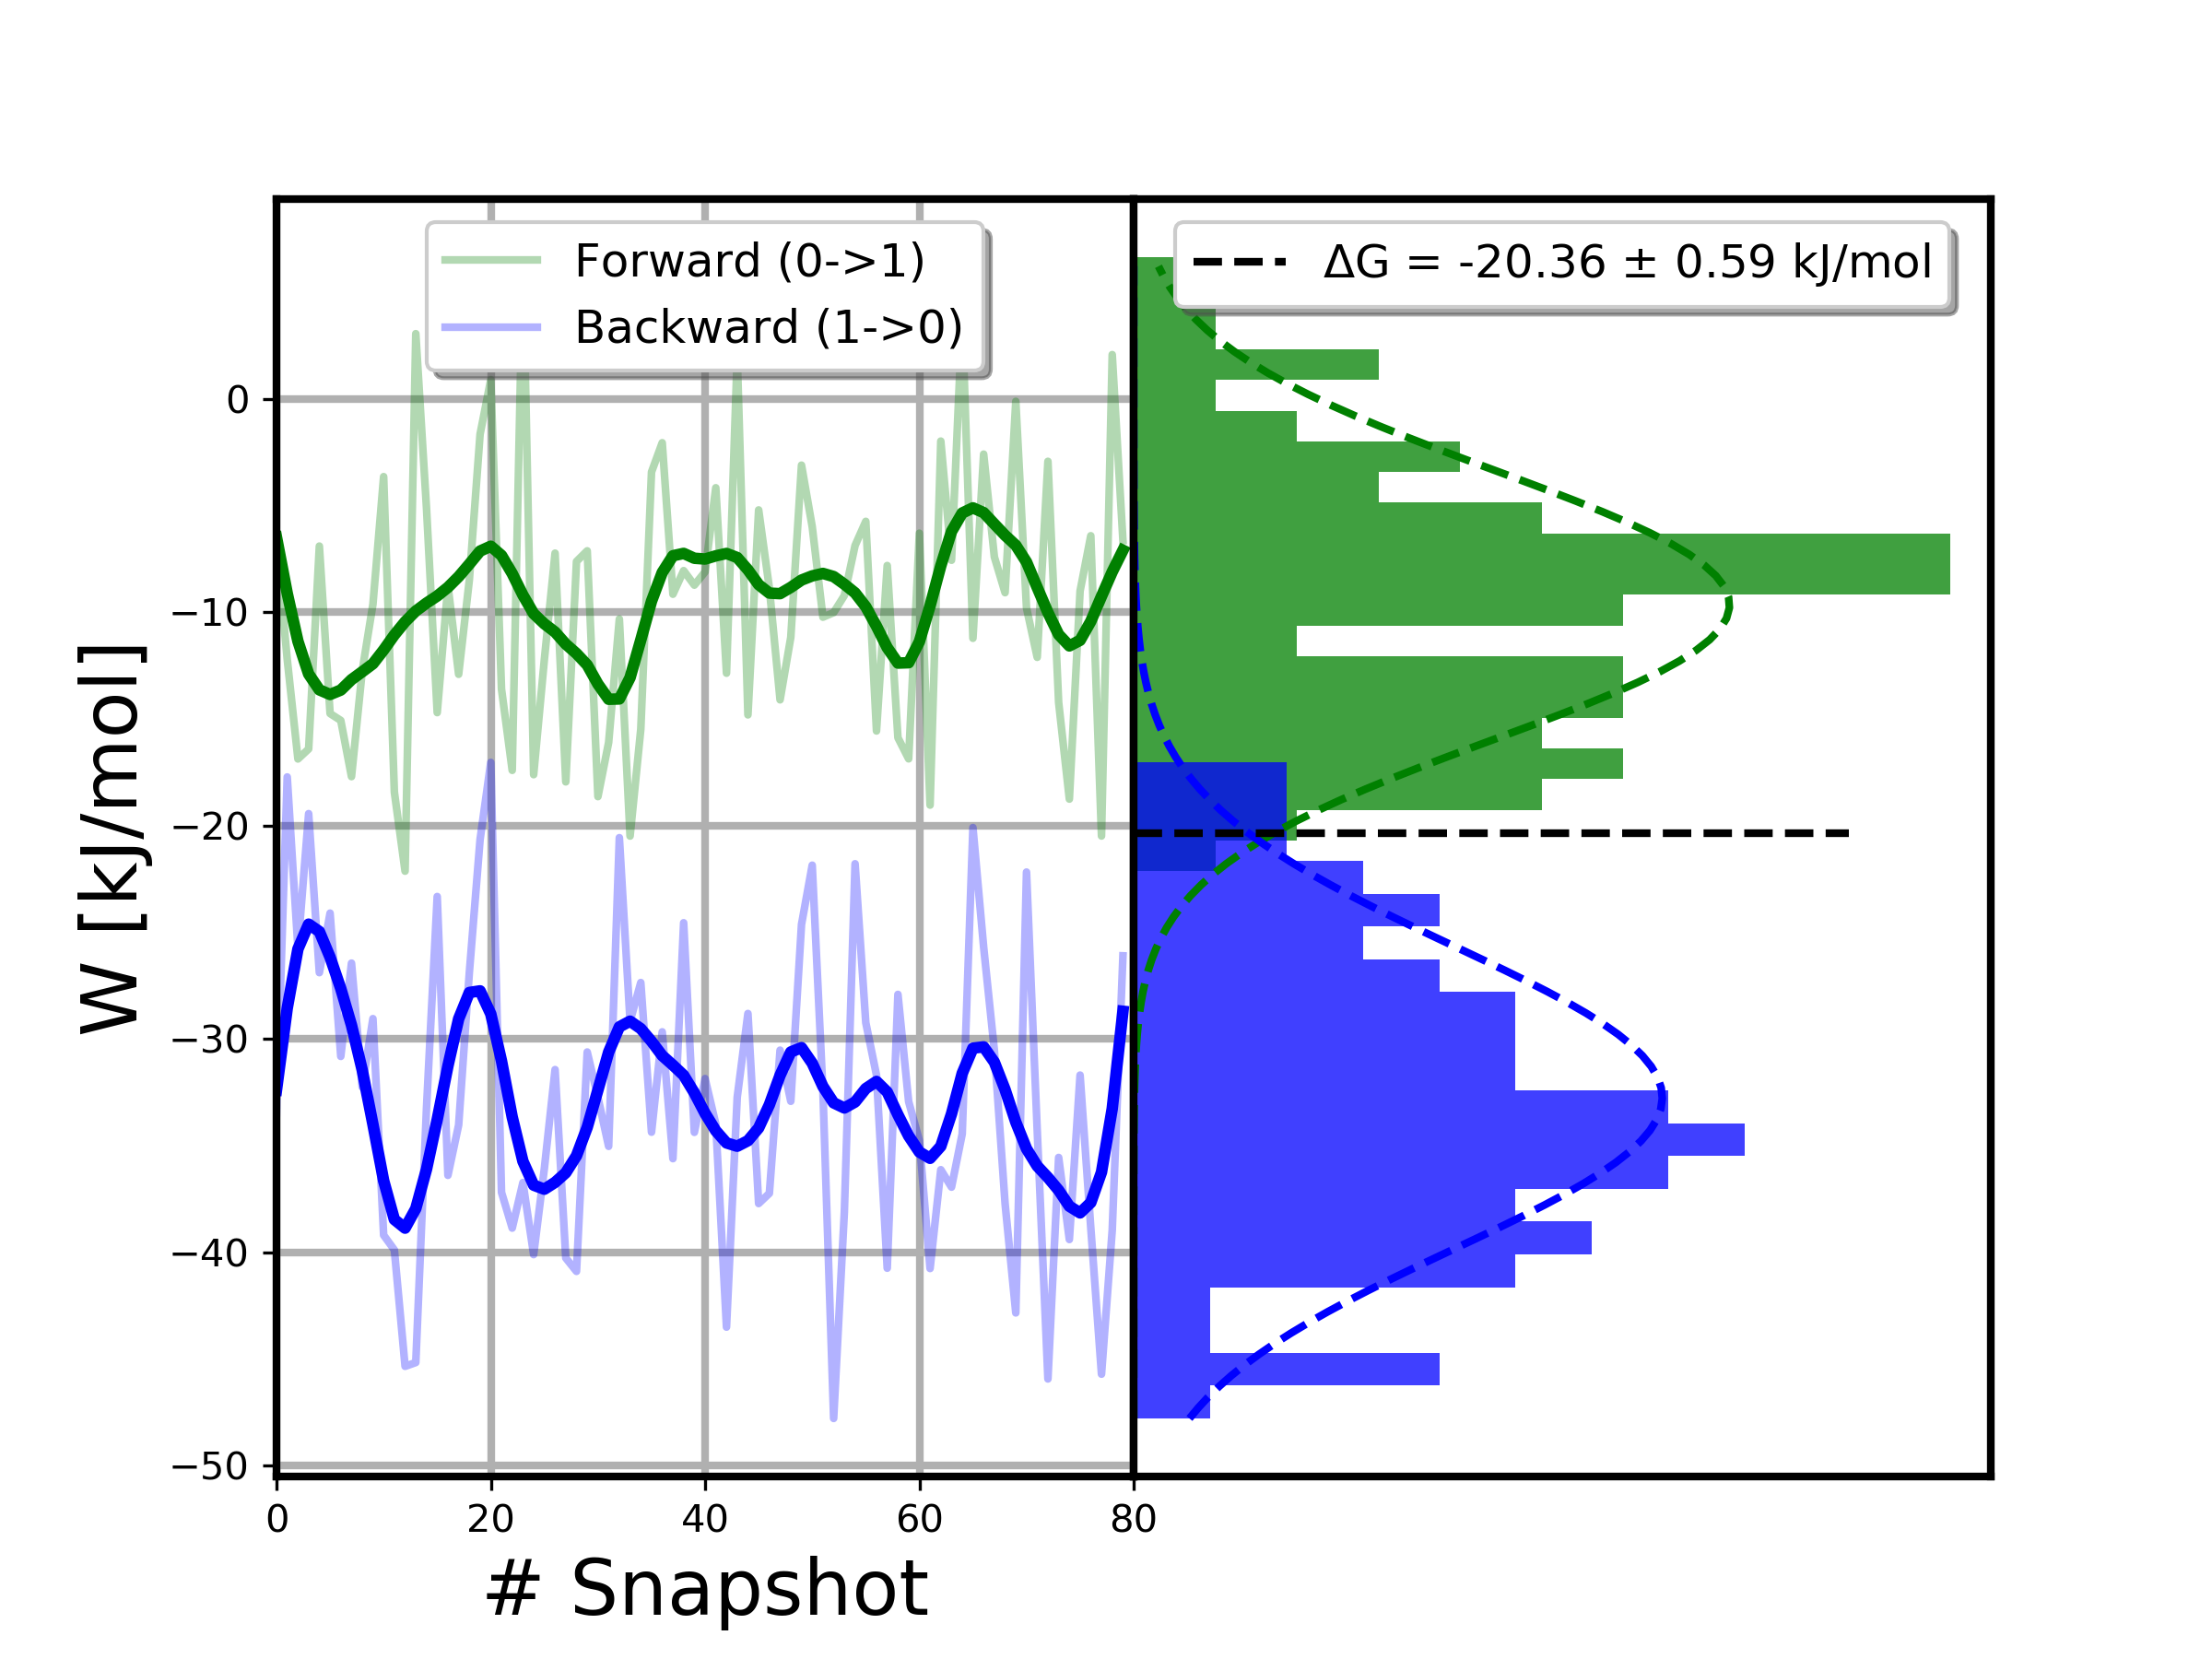 Forward (0->1)
Backward (1->0)
ΔG = -20.36 ± 0.59 kJ/mol
W [kJ/mol]
0
−10
−20
−30
−40
−50
0 20 40 60 80
# Snapshot